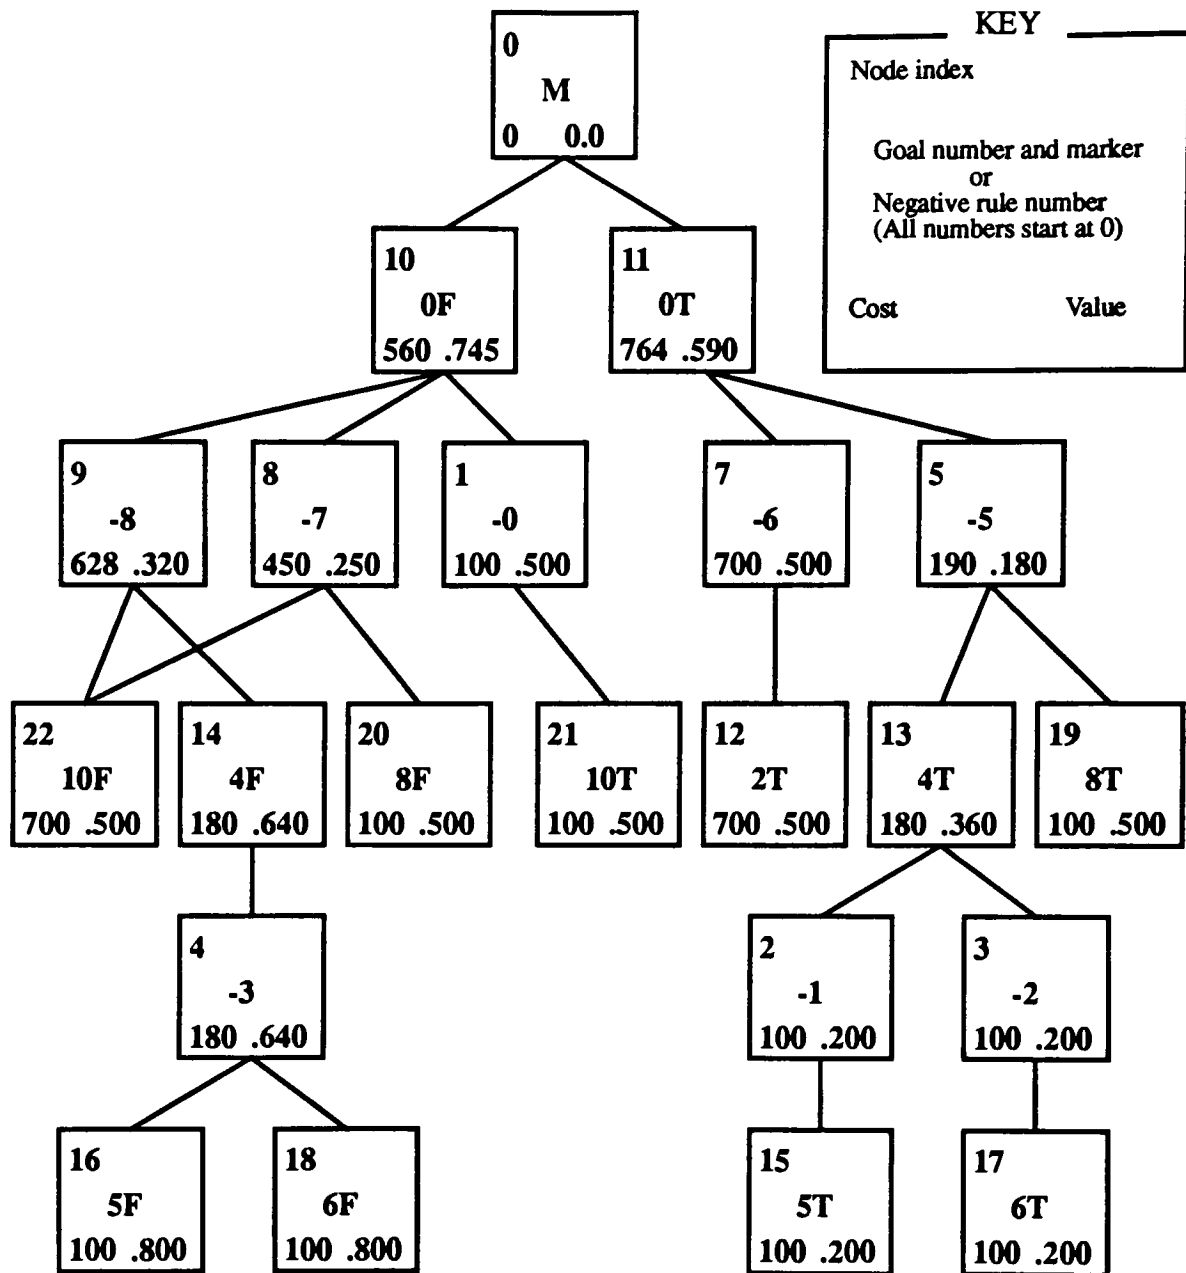 KEY
Node index
Goal number and marker
or
Negative rule number
(All numbers start at 0)
Cost Value
0
M
0 0.0
10
0F
560 .745
11
0T
764 .590
9
-8
628 .320
8
-7
450 .250
1
-0
100 .500
7
-6
700 .500
5
-5
190 .180
22
10F
700 .500
14
4F
180 .640
20
8F
100 .500
21
10T
100 .500
12
2T
700 .500
13
4T
180 .360
19
8T
100 .500
4
-3
180 .640
2
-1
100 .200
3
-2
100 .200
16
5F
100 .800
18
6F
100 .800
15
5T
100 .200
17
6T
100 .200